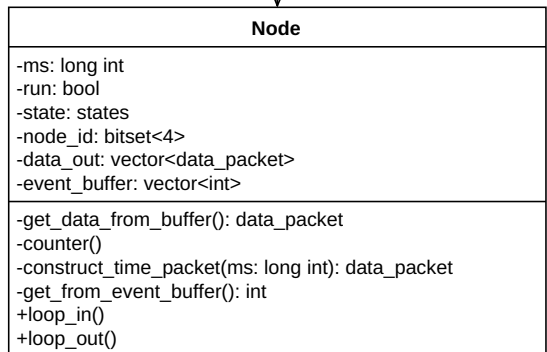 Node
-ms: long int
-run: bool
-state: states
-node_id: bitset<4>
-data_out: vector<data_packet>
-event_buffer: vector<int>
-get_data_from_buffer(): data_packet
-counter()
-construct_time_packet(ms: long int): data_packet
-get_from_event_buffer(): int
+loop_in()
+loop_out()